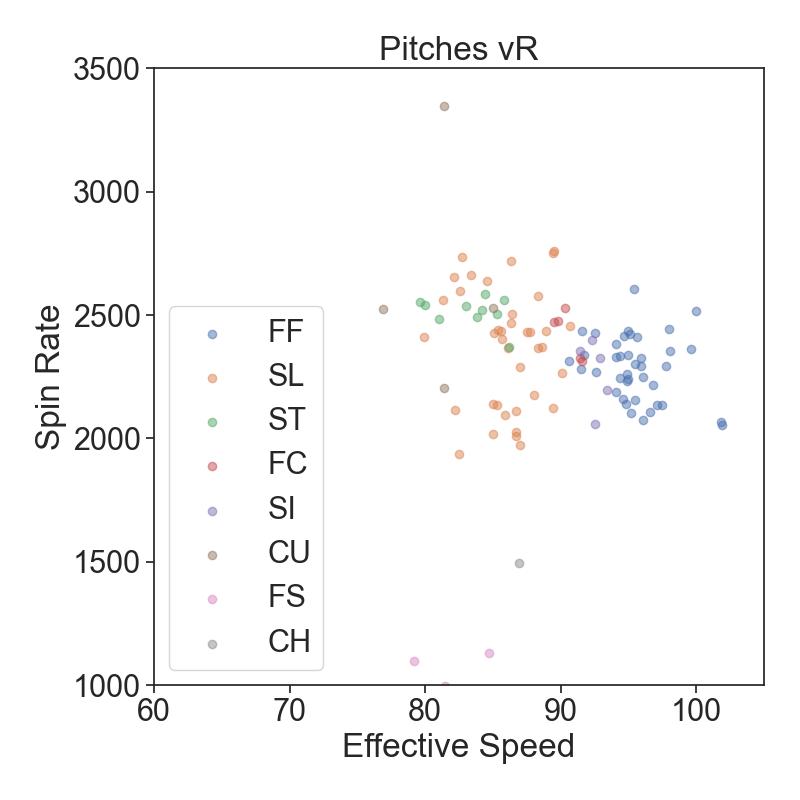 Pitches vR
3500
3000
2500
2000
1500
1000
Spin Rate
FF
SL
ST
FC
SI
CU
FS
CH
60 70 80 90 100
Effective Speed